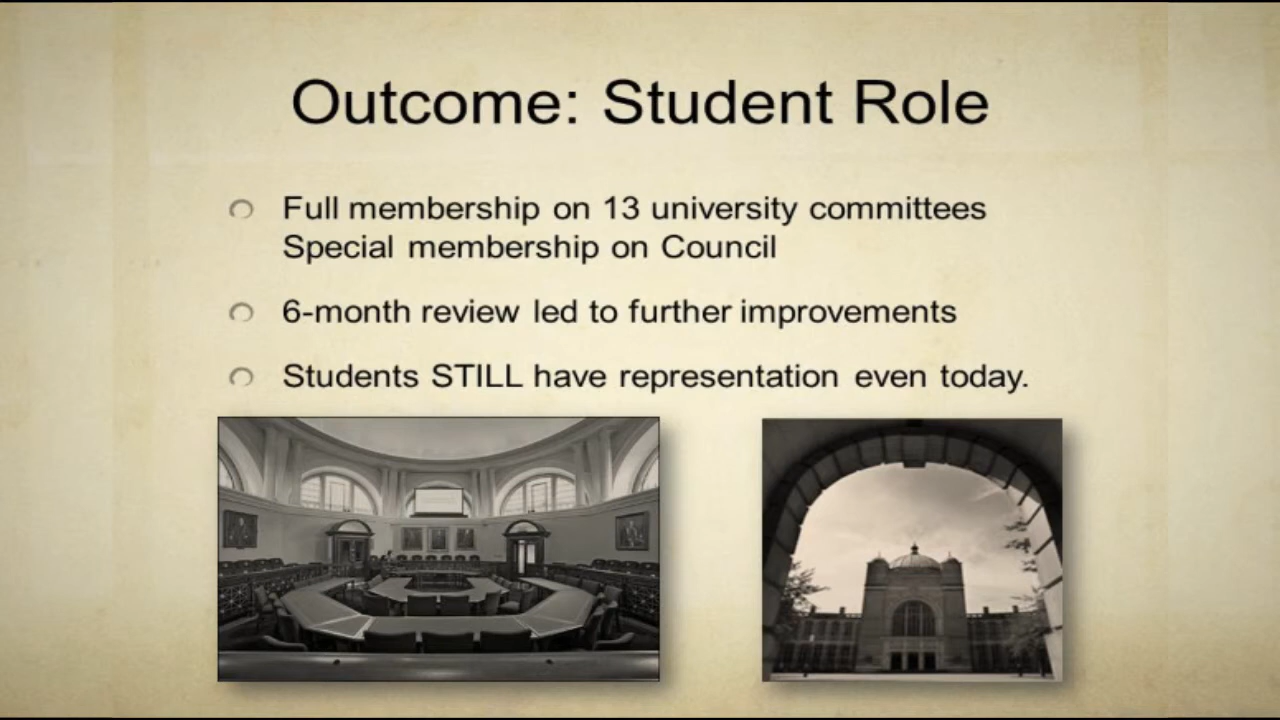 Outcome: Student Role
Full membership on 13 university committees
Special membership on Council
6-month review led to further improvements
Students STILL have representation even today.